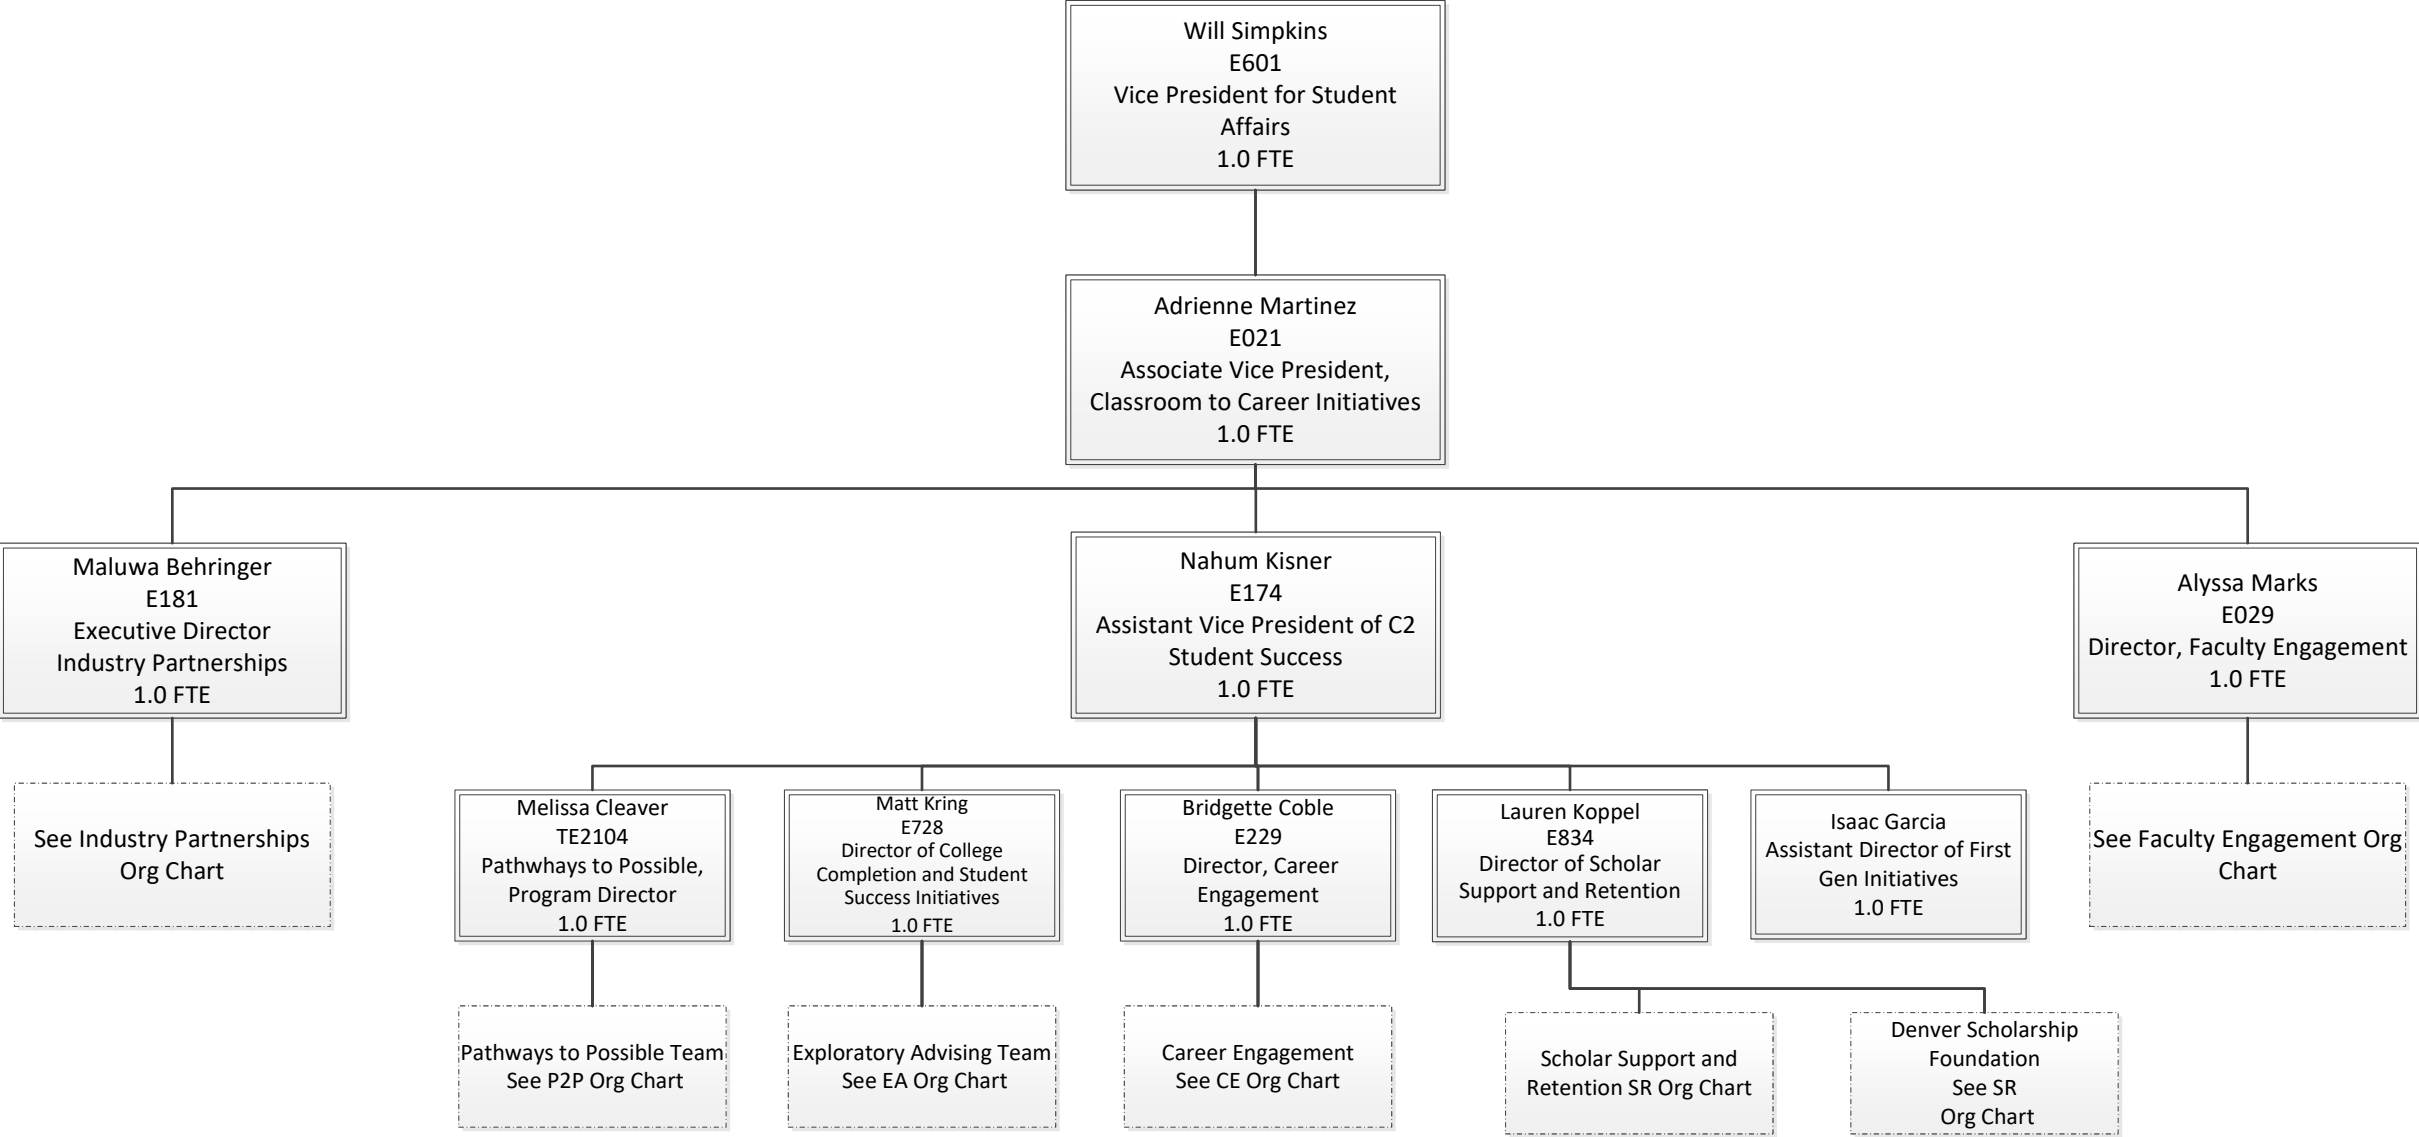 Will Simpkins
E601
Vice President for Student
Affairs
1.0 FTE
Adrienne Martinez
E021
Associate Vice President,
Classroom to Career Initiatives
1.0 FTE
Maluwa Behringer
E181
Executive Director
Industry Partnerships
1.0 FTE
Nahum Kisner
E174
Assistant Vice President of C2
Student Success
1.0 FTE
Alyssa Marks
E029
Director, Faculty Engagement
1.0 FTE
See Industry Partnerships
Org Chart
Melissa Cleaver
TE2104
Pathwhays to Possible,
Program Director
1.0 FTE
Matt Kring
E728
Director of College
Completion and Student
Success Initiatives
1.0 FTE
Bridgette Coble
E229
Director, Career
Engagement
1.0 FTE
Lauren Koppel
E834
Director of Scholar
Support and Retention
1.0 FTE
Isaac Garcia
Assistant Director of First
Gen Initiatives
1.0 FTE
See Faculty Engagement Org
Chart
Pathways to Possible Team
See P2P Org Chart
Exploratory Advising Team
See EA Org Chart
Career Engagement
See CE Org Chart
Scholar Support and
Retention SR Org Chart
Denver Scholarship
Foundation
See SR
Org Chart